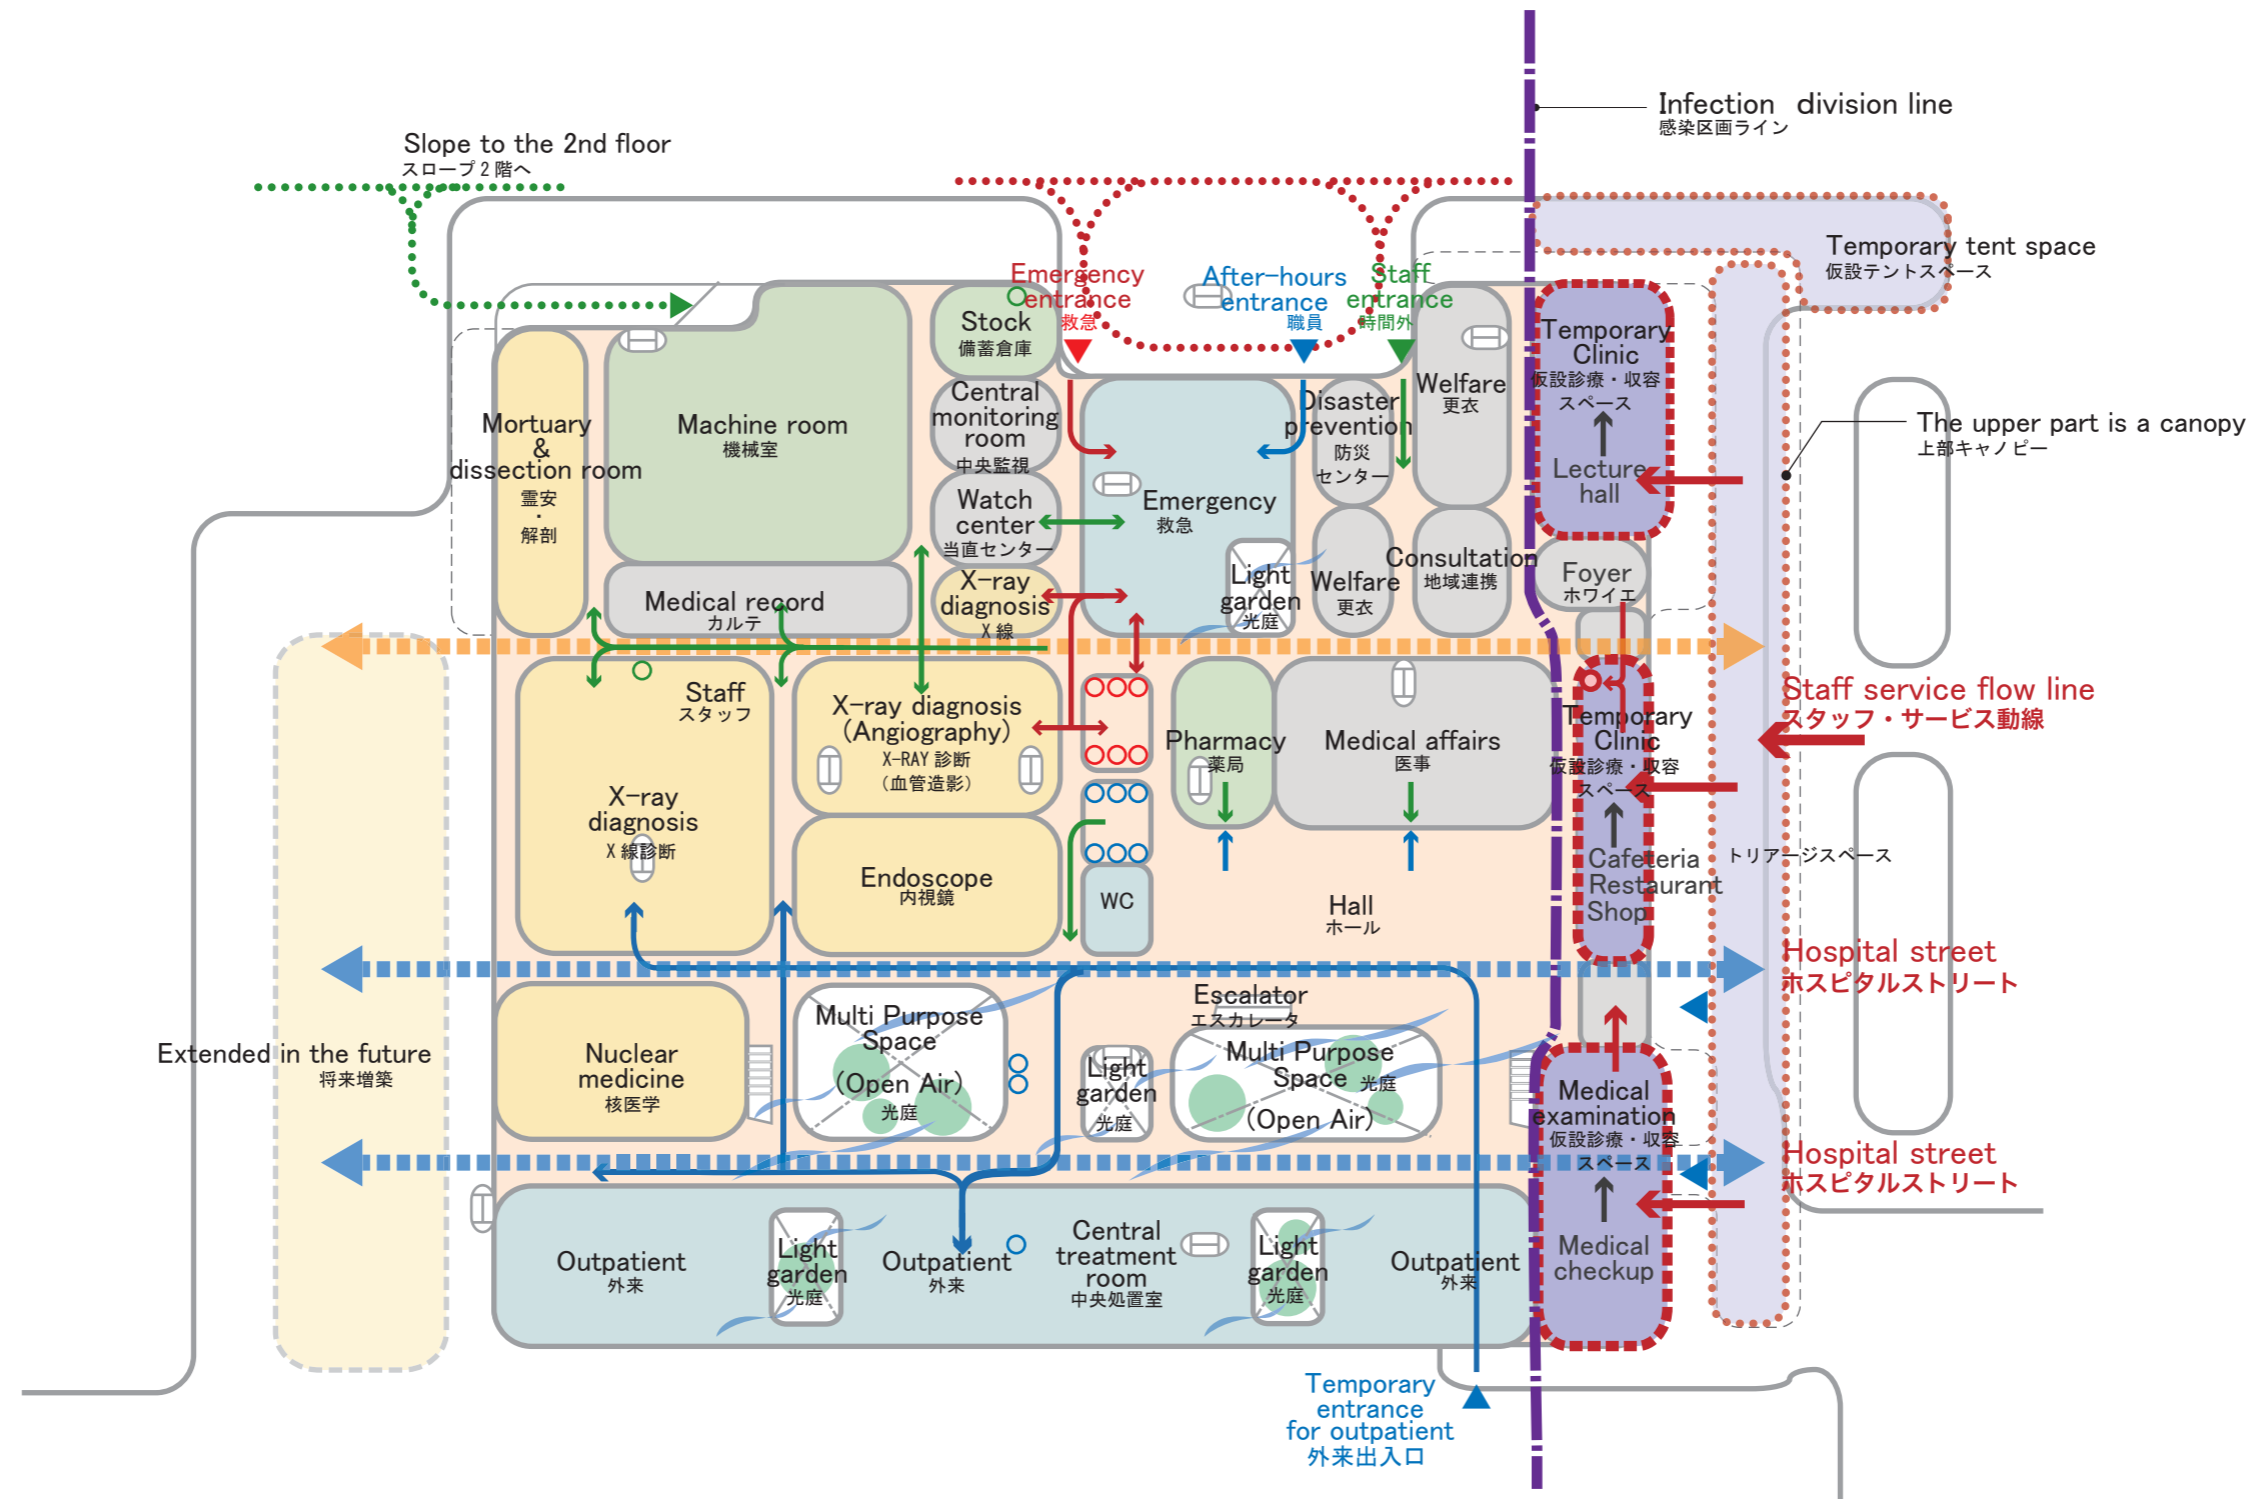 Infection division line
感染区画ライン
Slope to the 2nd floor
スロープ2階へ
Temporary tent space
仮設テントスペース
Emergency
entrance
救急
After-hours
entrance
職員
Staff
entrance
時間外
Stock
備蓄倉庫
Temporary
Clinic
仮設診療・収容
スペース
Lecture
hall
Central
monitoring
room
中央監視
Disaster
prevention
防災
センター
Welfare
更衣
Mortuary
&
dissection room
霊安
・
解剖
Machine room
機械室
The upper part is a canopy
上部キャノピー
Watch
center
当直センター
Emergency
救急
Light
garden
光庭
Welfare
更衣
Consultation
地域連携
Foyer
ホワイエ
X-ray
diagnosis
X線
Medical record
カルテ
Staff
スタッフ
X-ray diagnosis
(Angiography)
X-RAY 診断
(血管造影)
Pharmacy
薬局
Medical affairs
医事
Temporary
Clinic
仮設診療・収容
スペース
Cafeteria
Restaurant
Shop
Staff service flow line
スタッフ・サービス動線
X-ray
diagnosis
X線診断
トリアージスペース
Endoscope
内視鏡
WC
Hall
ホール
Hospital street
ホスピタルストリート
Extended in the future
将来増築
Nuclear
medicine
核医学
Multi Purpose
Space
(Open Air)
光庭
Light
garden
光庭
Escalator
エスカレータ
Multi Purpose
Space
光庭
(Open Air)
Medical
examination
仮設診療・収容
スペース
Medical
checkup
Hospital street
ホスピタルストリート
Outpatient
外来
Light
garden
光庭
Outpatient
外来
Central
treatment
room
中央処置室
Light
garden
光庭
Outpatient
外来
Temporary
entrance
for outpatient
外来出入口